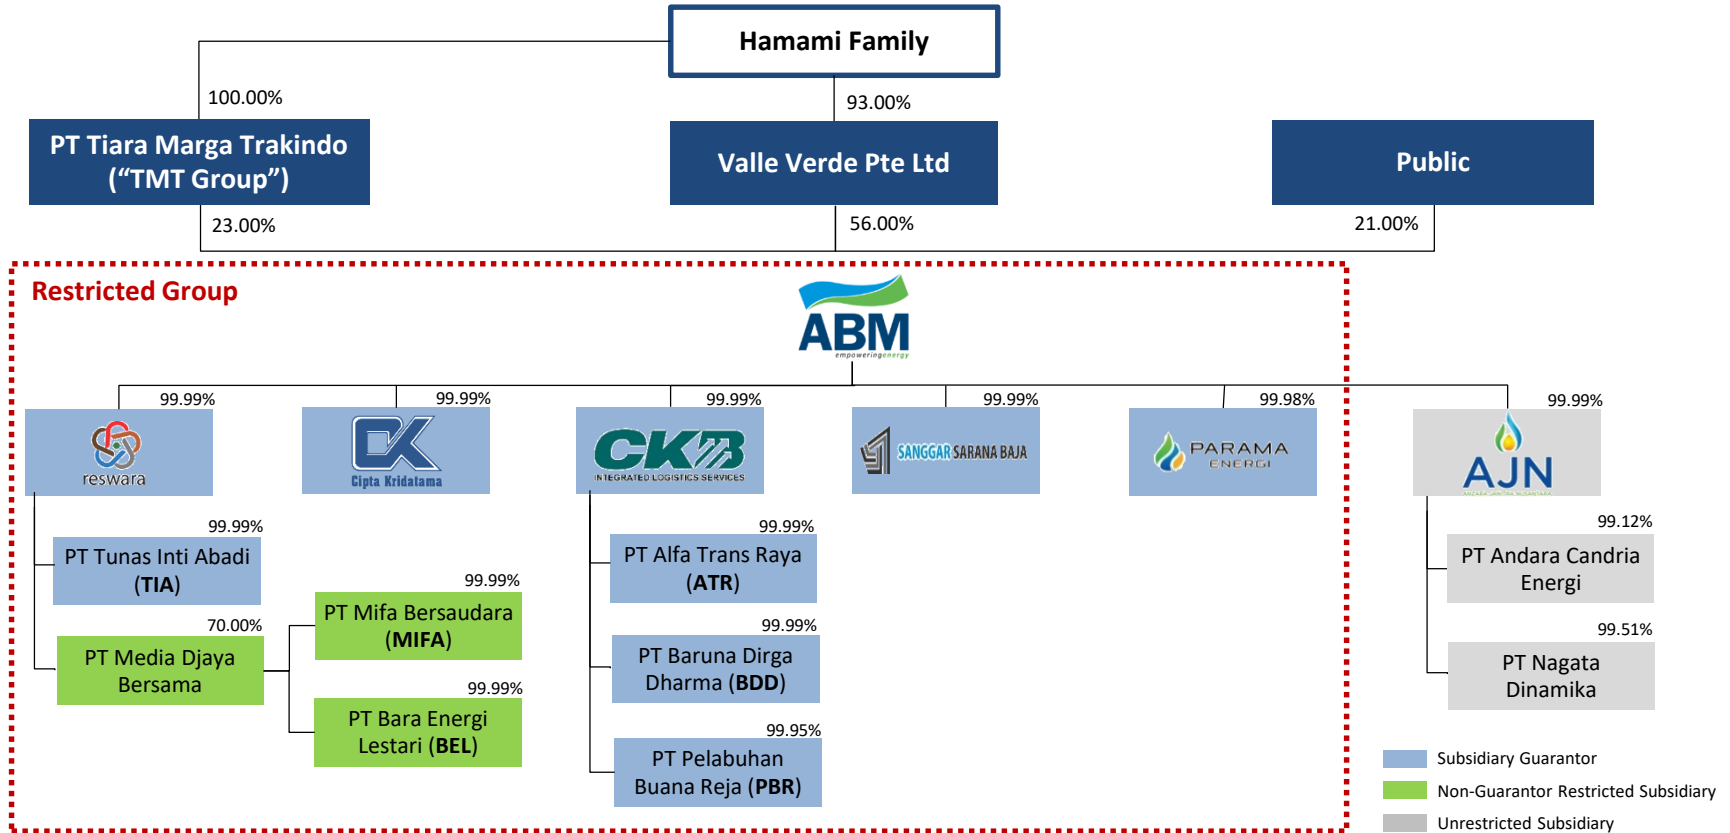 Hamami Family
100.00%
93.00%
PT Tiara Marga Trakindo
(“TMT Group”)
Valle Verde Pte Ltd
Public
23.00%
56.00%
21.00%
Restricted Group
ABM
empoweringenergy
99.99%
99.99%
99.99%
99.99%
99.98%
99.99%
reswara
CK
Cipta Kridatama
CKB
INTEGRATED LOGISTICS SERVICES
SANGGAR SARANA BAJA
PARAMA
ENERGI
AJN
99.99%
PT Tunas Inti Abadi
(TIA)
70.00%
PT Media Djaya
Bersama
99.99%
PT Mifa Bersaudara
(MIFA)
99.99%
PT Bara Energi
Lestari (BEL)
99.99%
PT Alfa Trans Raya
(ATR)
99.99%
PT Baruna Dirga
Dharma (BDD)
99.95%
PT Pelabuhan
Buana Reja (PBR)
99.12%
PT Andara Candria
Energi
99.51%
PT Nagata
Dinamika
Subsidiary Guarantor
Non-Guarantor Restricted Subsidiary
Unrestricted Subsidiary